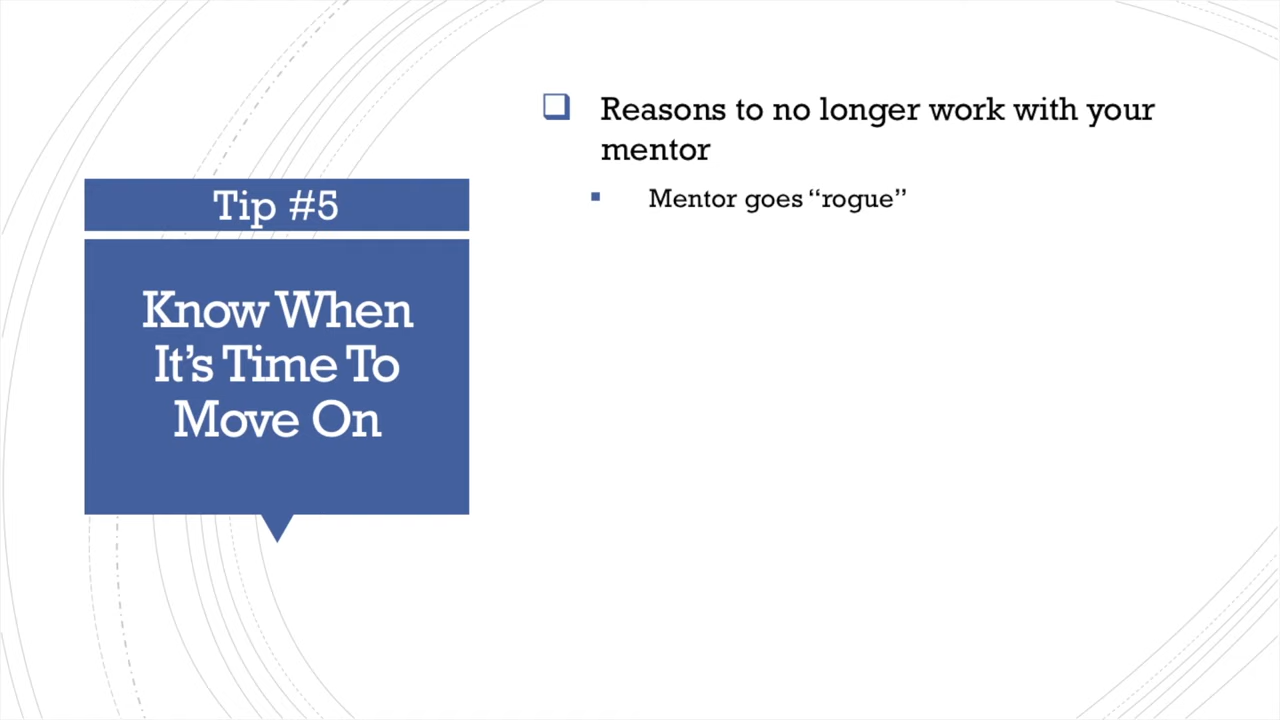 Tip #5
Know When
It’s Time To
Move On
Reasons to no longer work with your
mentor
Mentor goes “rogue”